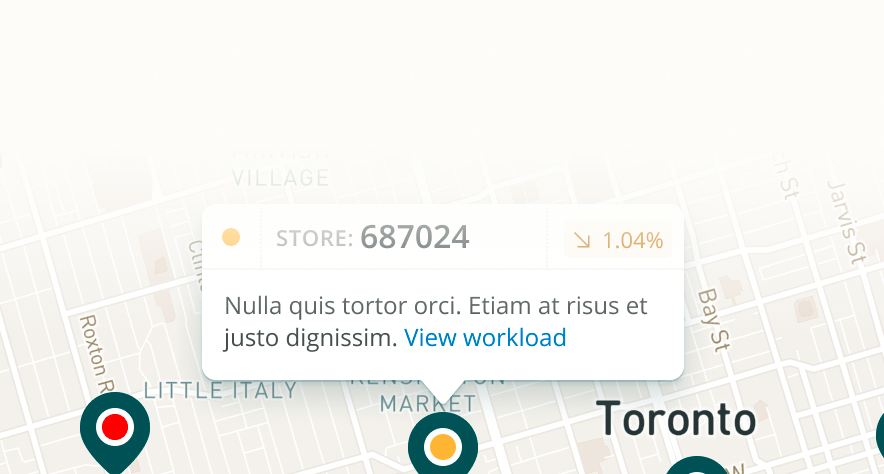 VILLAGE
STORE: 687024
1.04%
Nulla quis tortor orci. Etiam at risus et
justo dignissim. View workload
Jarvis St
Bay St
Roxton R
LITTLE ITALY
MARKET
Toronto